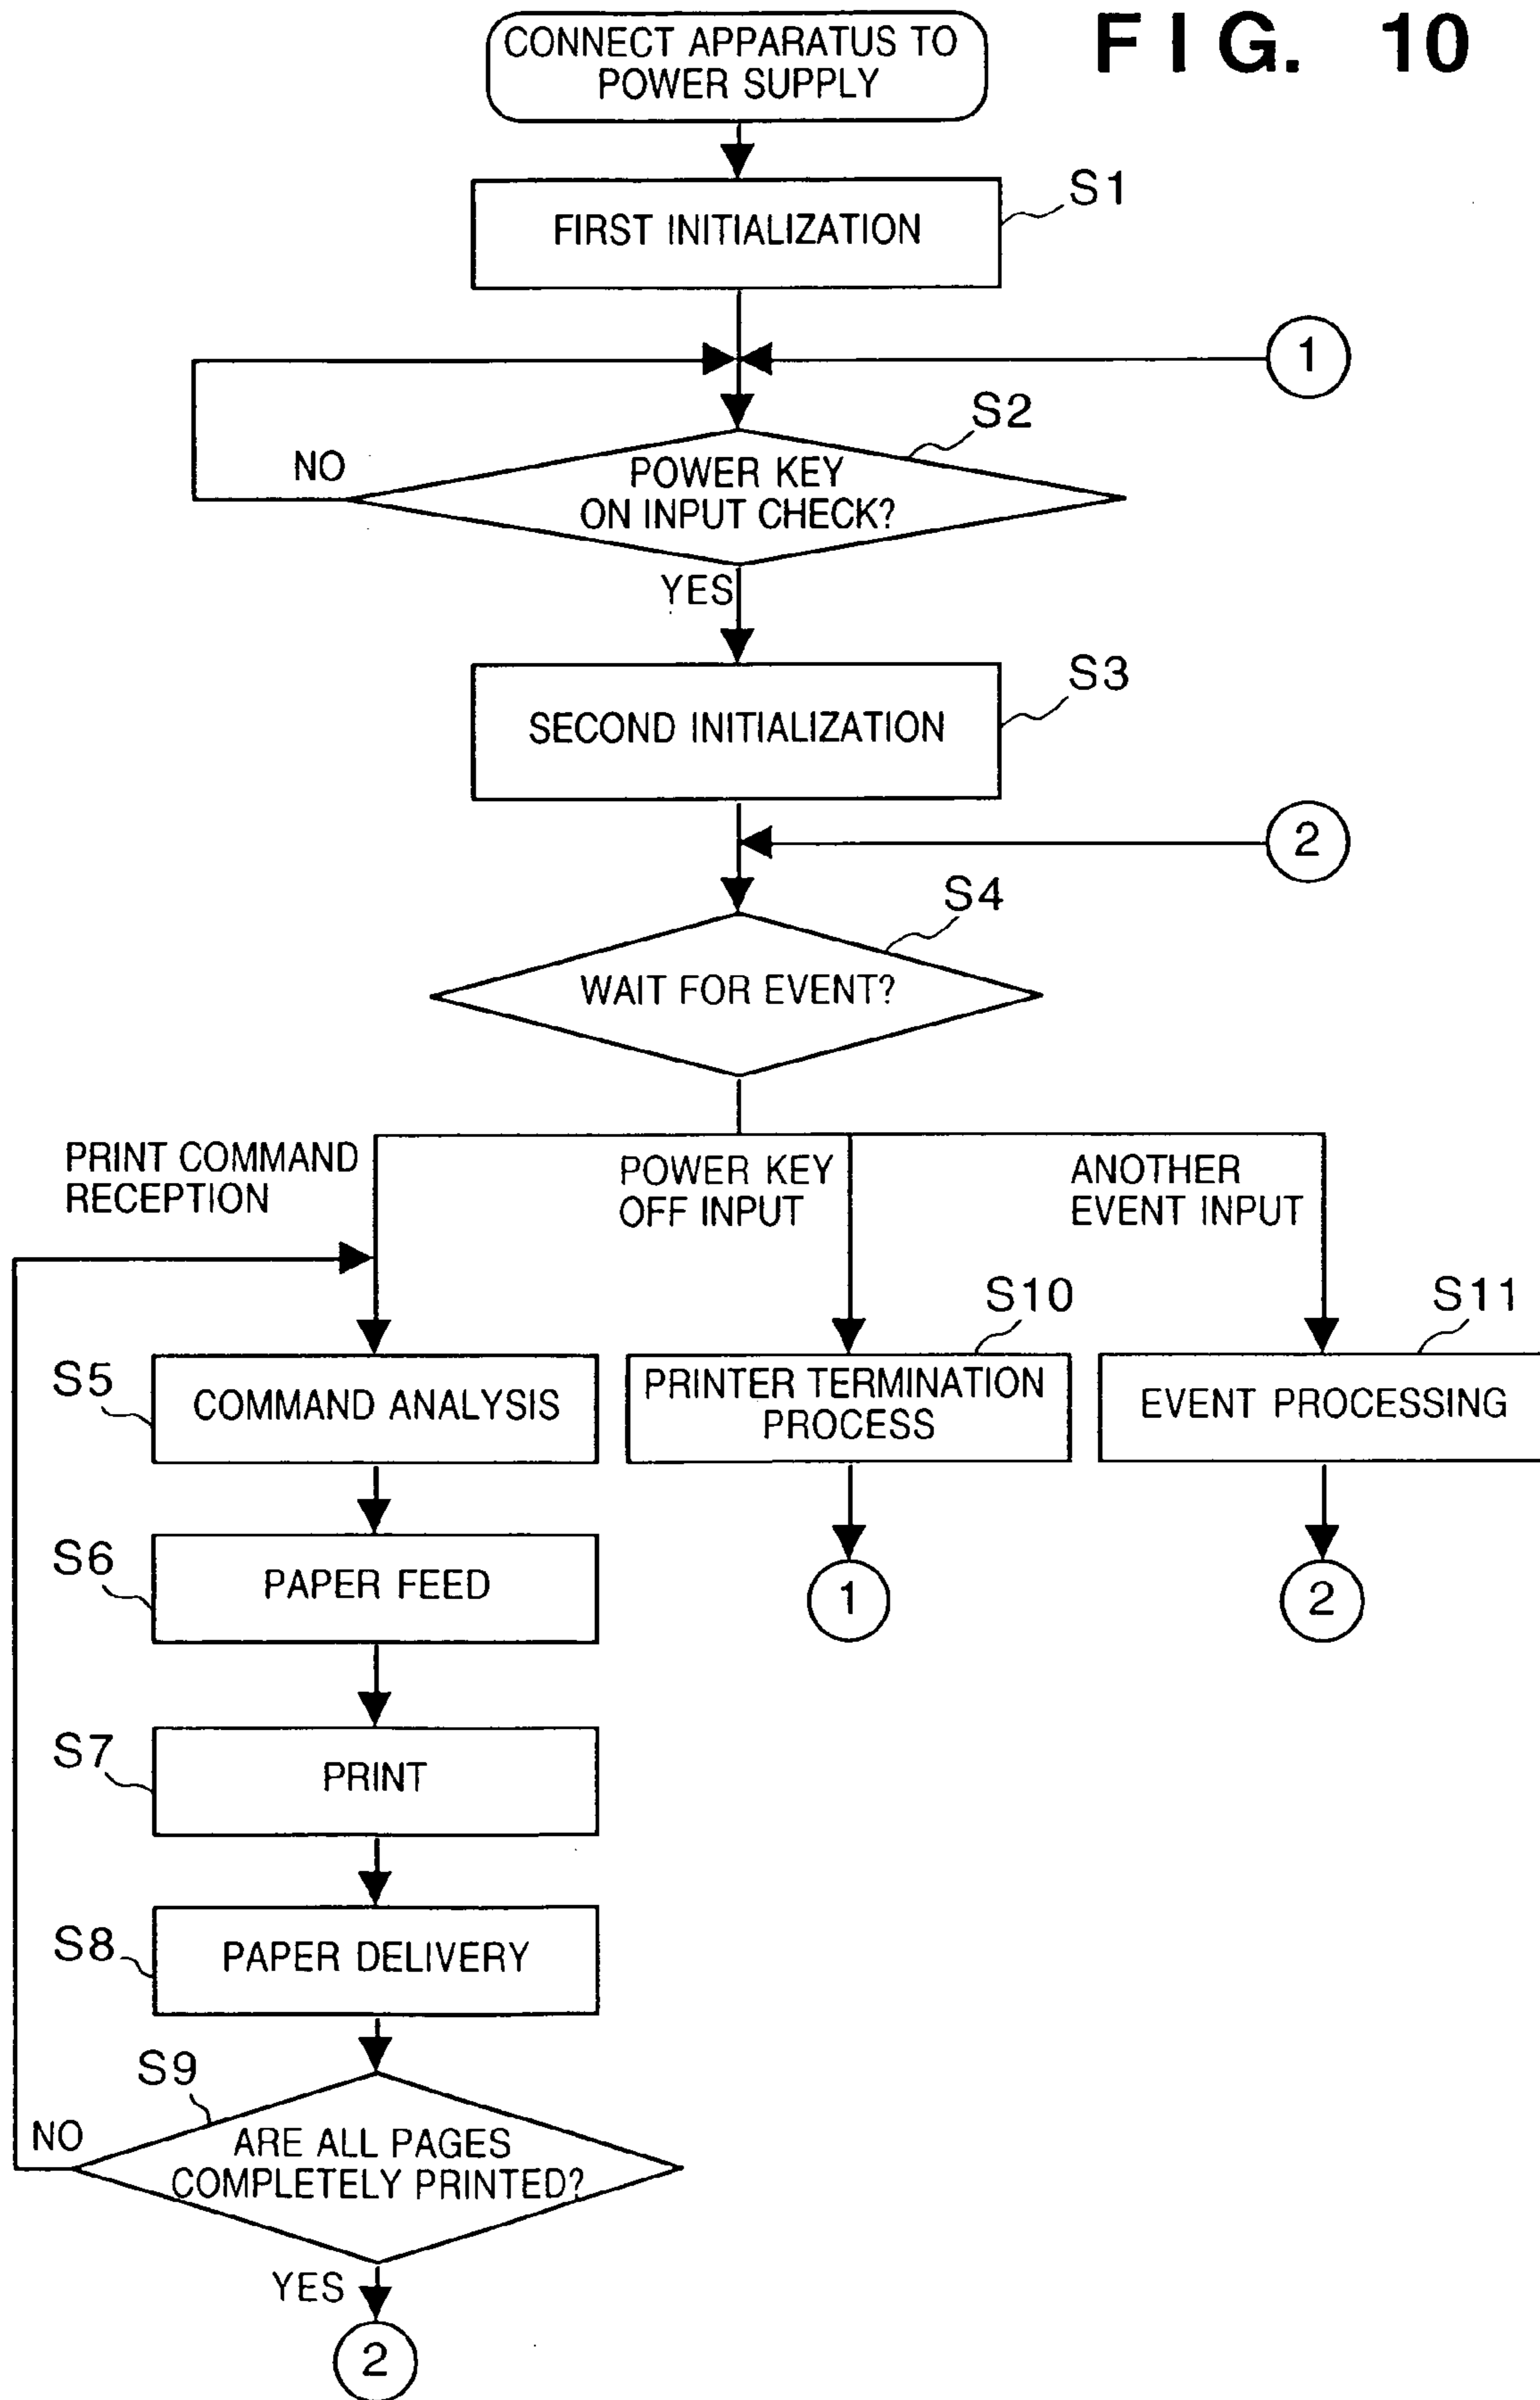 FIG. 10
CONNECT APPARATUS TO
POWER SUPPLY
S1
FIRST INITIALIZATION
1
S2
NO
POWER KEY
ON INPUT CHECK?
YES
S3
SECOND INITIALIZATION
2
S4
WAIT FOR EVENT?
PRINT COMMAND
RECEPTION
POWER KEY
OFF INPUT
ANOTHER
EVENT INPUT
S5
COMMAND ANALYSIS
S10
PRINTER TERMINATION
PROCESS
S11
EVENT PROCESSING
S6
PAPER FEED
1
2
S7
PRINT
S8
PAPER DELIVERY
S9
NO
ARE ALL PAGES
COMPLETELY PRINTED?
YES
2